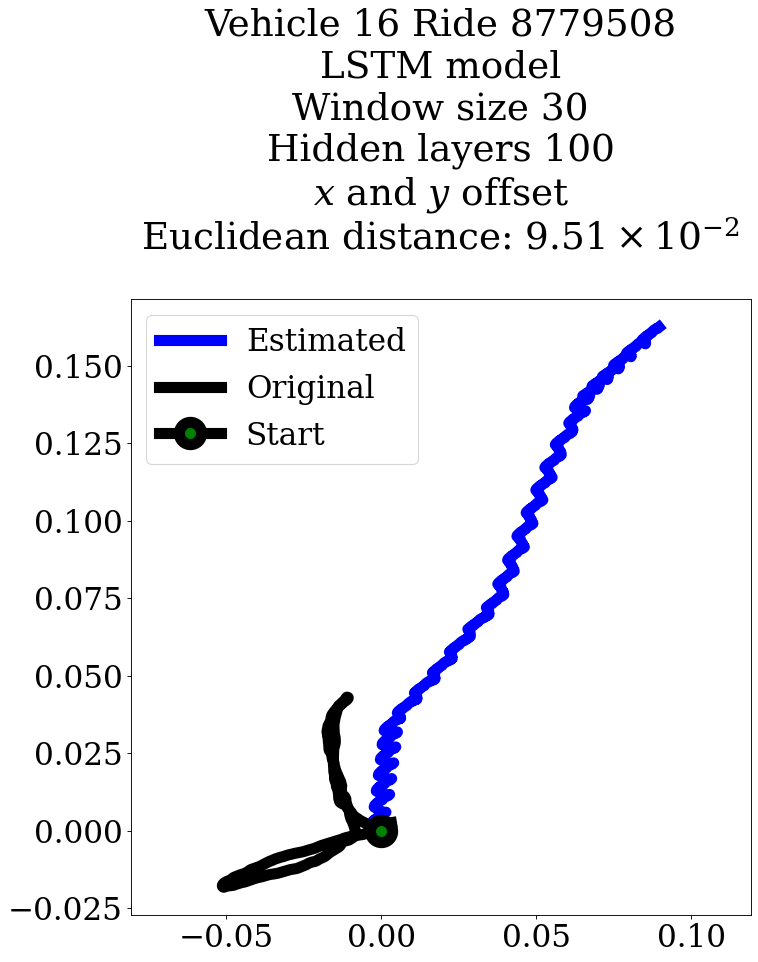 Vehicle 16 Ride 8779508
LSTM model
Window size 30
Hidden layers 100
x and y offset
Euclidean distance: 9.51 × 10⁻²
Estimated
Original
Start
0.150
0.125
0.100
0.075
0.050
0.025
0.000
−0.025
−0.05 0.00 0.05 0.10